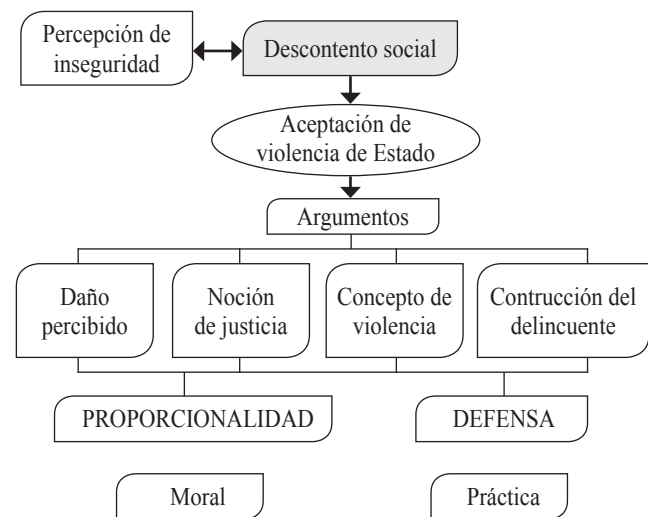 Percepción de
inseguridad
Descontento social
Aceptación de
violencia de Estado
Argumentos
Daño
percibido
Noción
de justicia
Concepto de
violencia
Contrucción del
delincuente
PROPORCIONALIDAD
DEFENSA
Moral
Práctica